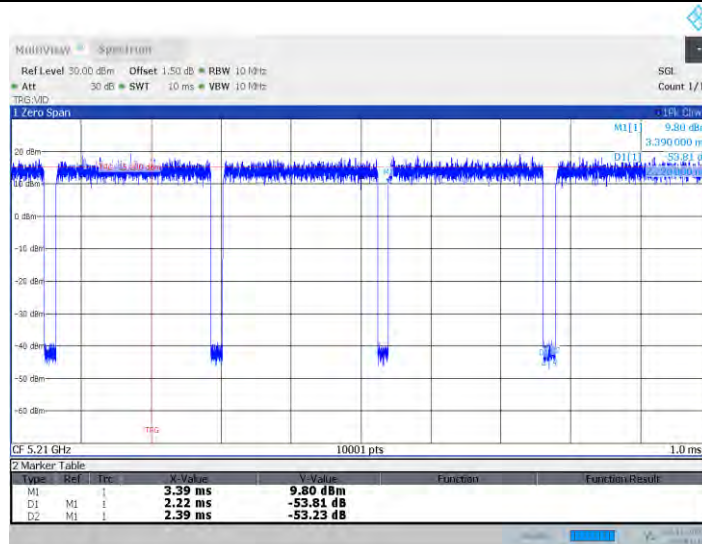 MultiView Spectrum
Ref Level 30.00 dBm Offset 1.50 dB RBW 10 MHz SGL
Att 30 dB SWT 10 ms VBW 10 MHz Count 1/1
TRG:VID
1 Zero Span 1Pk Clrw
M1[1] 9.80 dBm
3.390000 m
D1[1] -53.81 d
20 dBm
10 dBm
0 dBm
-10 dBm
-20 dBm
-30 dBm
-40 dBm
-50 dBm
-60 dBm
TRG
CF 5.21 GHz 10001 pts 1.0 ms
2 Marker Table
Type Ref Trc X-Value Y-Value Function Function Result
M1 1 3.39 ms 9.80 dBm
D1 M1 1 2.22 ms -53.81 dB
D2 M1 1 2.39 ms -53.23 dB